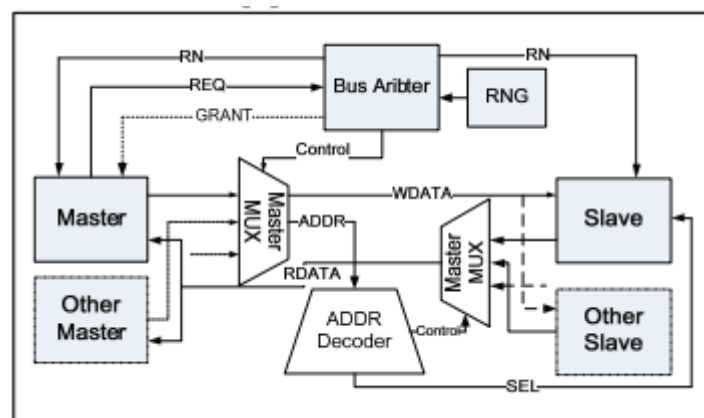 RN
RN
REQ
Bus Aribter
RNG
GRANT
Control
Master
Master
MUX
WDATA
Slave
ADDR
Master
MUX
RDATA
Other
Master
ADDR
Decoder
Control
Other
Slave
SEL